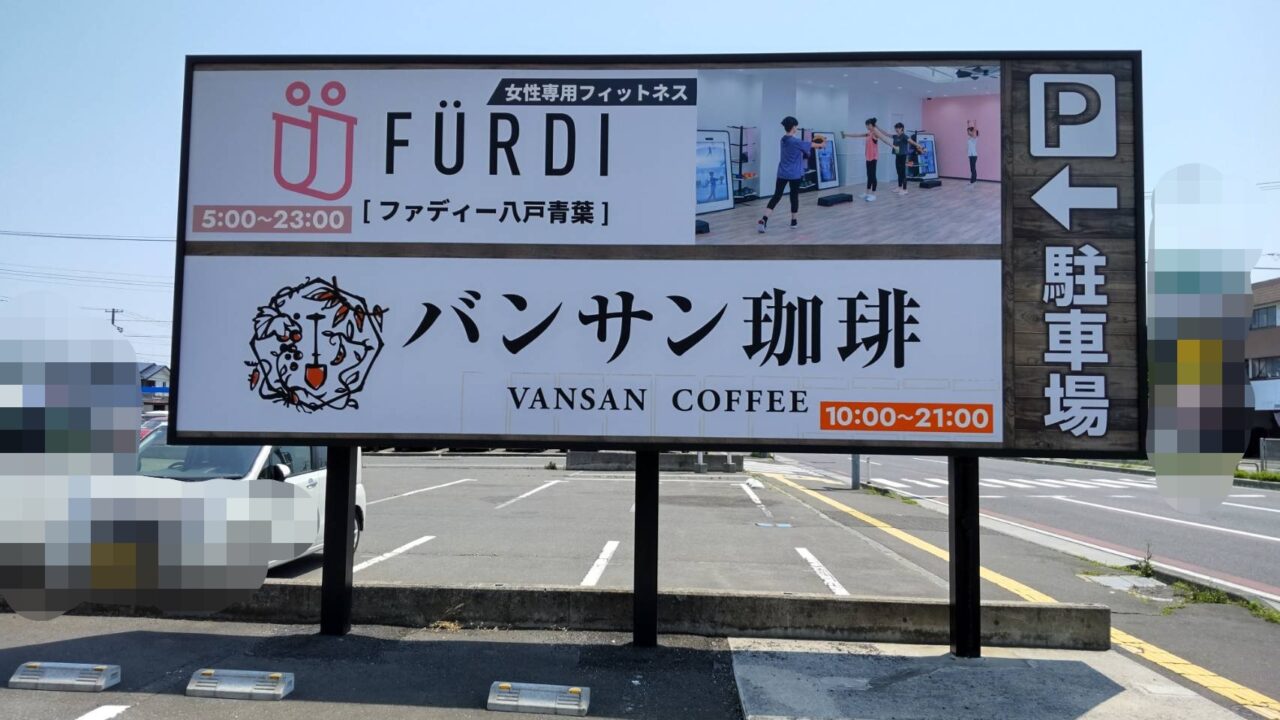 女性専用フィットネス
FÜRDI
5:00~23:00
[ ファディー八戸青葉 ]
バンサン珈琲
VANSAN COFFEE
10:00~21:00
P
駐車場